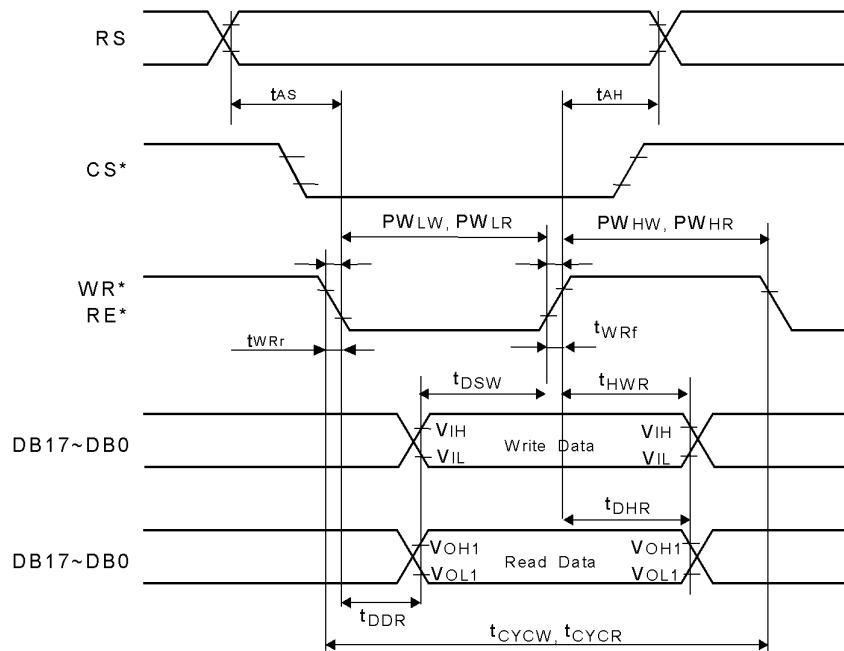 RS
tAS
tAH
CS*
PWLW, PWLR
PWHW, PWHR
WR*
RE*
tWRr
tWRf
tDSW
tHWR
DB17~DB0
VIH
VIL
Write Data
VIH
VIL
tDHR
DB17~DB0
VOH1
VOL1
Read Data
VOH1
VOL1
tDDR
tCYCW, tCYCR